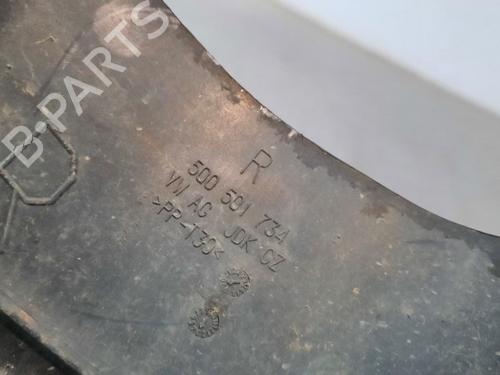 B-PARTS
R
5Q0 501 734
VW AG JDK CZ
>PP-T30<